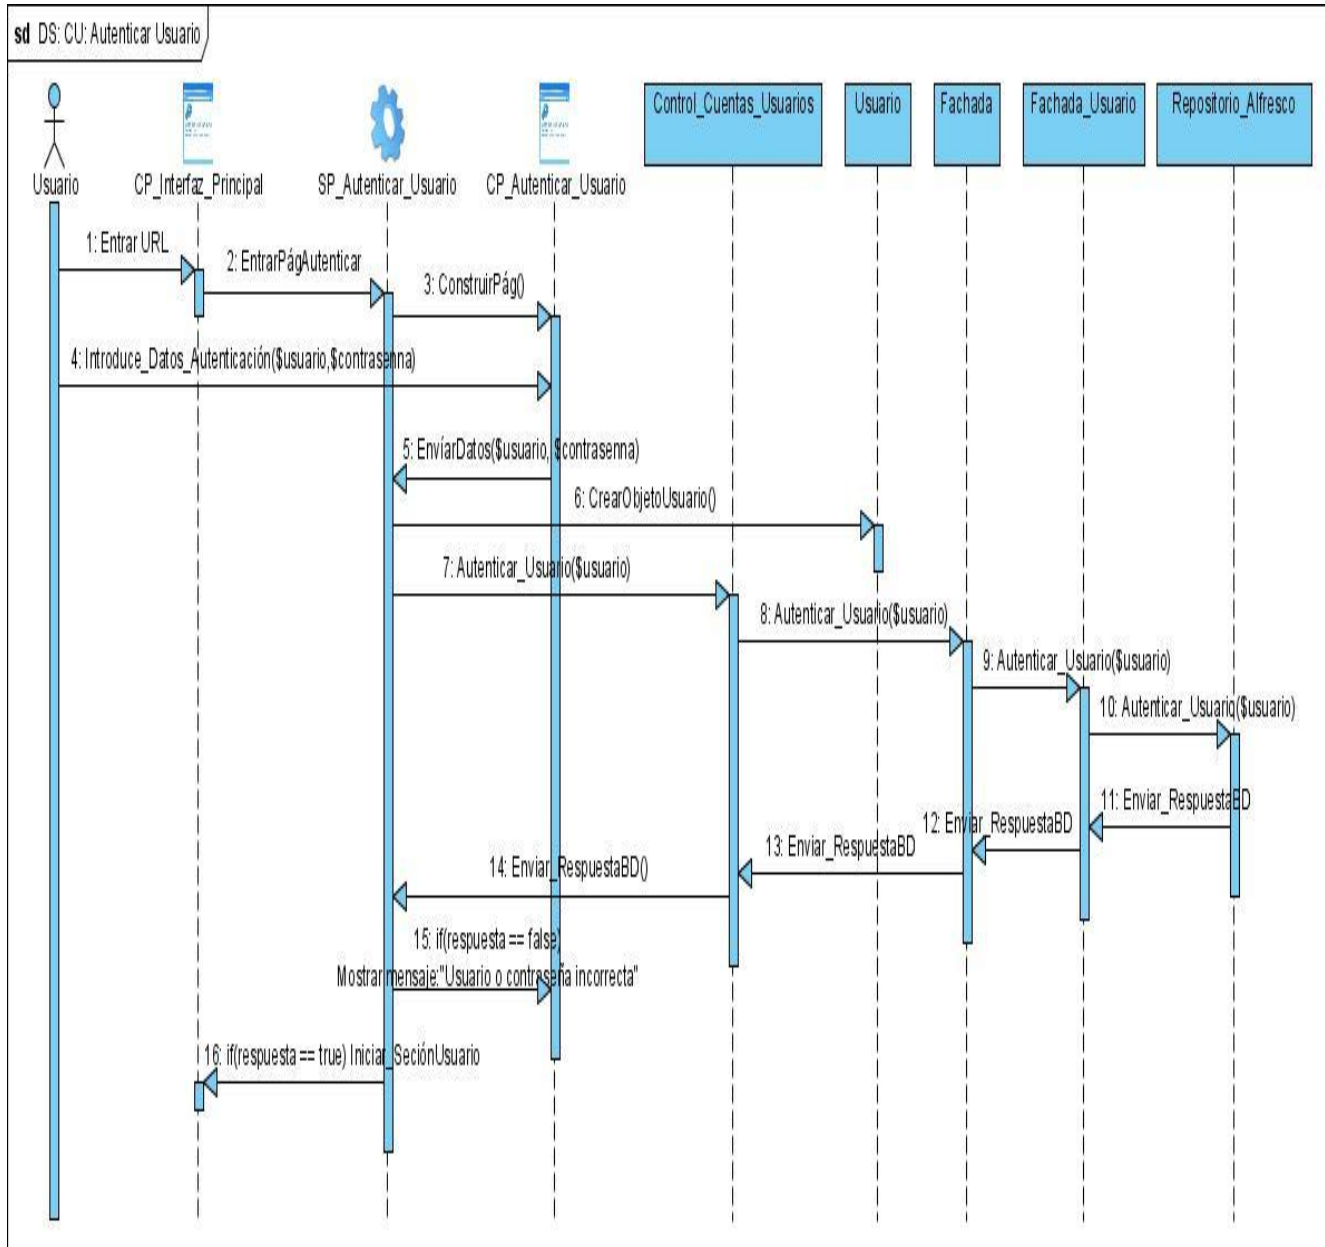 sd DS: CU: Autenticar Usuario
Control_Cuentas_Usuarios
Usuario
Fachada
Fachada_Usuario
Repositorio_Alfresco
Usuario
CP_Interfaz_Principal
SP_Autenticar_Usuario
CP_Autenticar_Usuario
1: Entrar URL
2: EntrarPágAutenticar
3: ConstruirPág()
4: Introduce_Datos_Autenticación($usuario,$contrasenna)
5: EnvíarDatos($usuario, $contrasenna)
6: CrearObjetoUsuario()
7: Autenticar_Usuario($usuario)
8: Autenticar_Usuario($usuario)
9: Autenticar_Usuario($usuario)
10: Autenticar_Usuario($usuario)
11: Enviar_RespuestaBD
12: Enviar_RespuestaBD
13: Enviar_RespuestaBD
14: Enviar_RespuestaBD()
15: if(respuesta == false)
Mostrar mensaje:"Usuario o contraseña incorrecta"
16: if(respuesta == true) Iniciar_SeciónUsuario